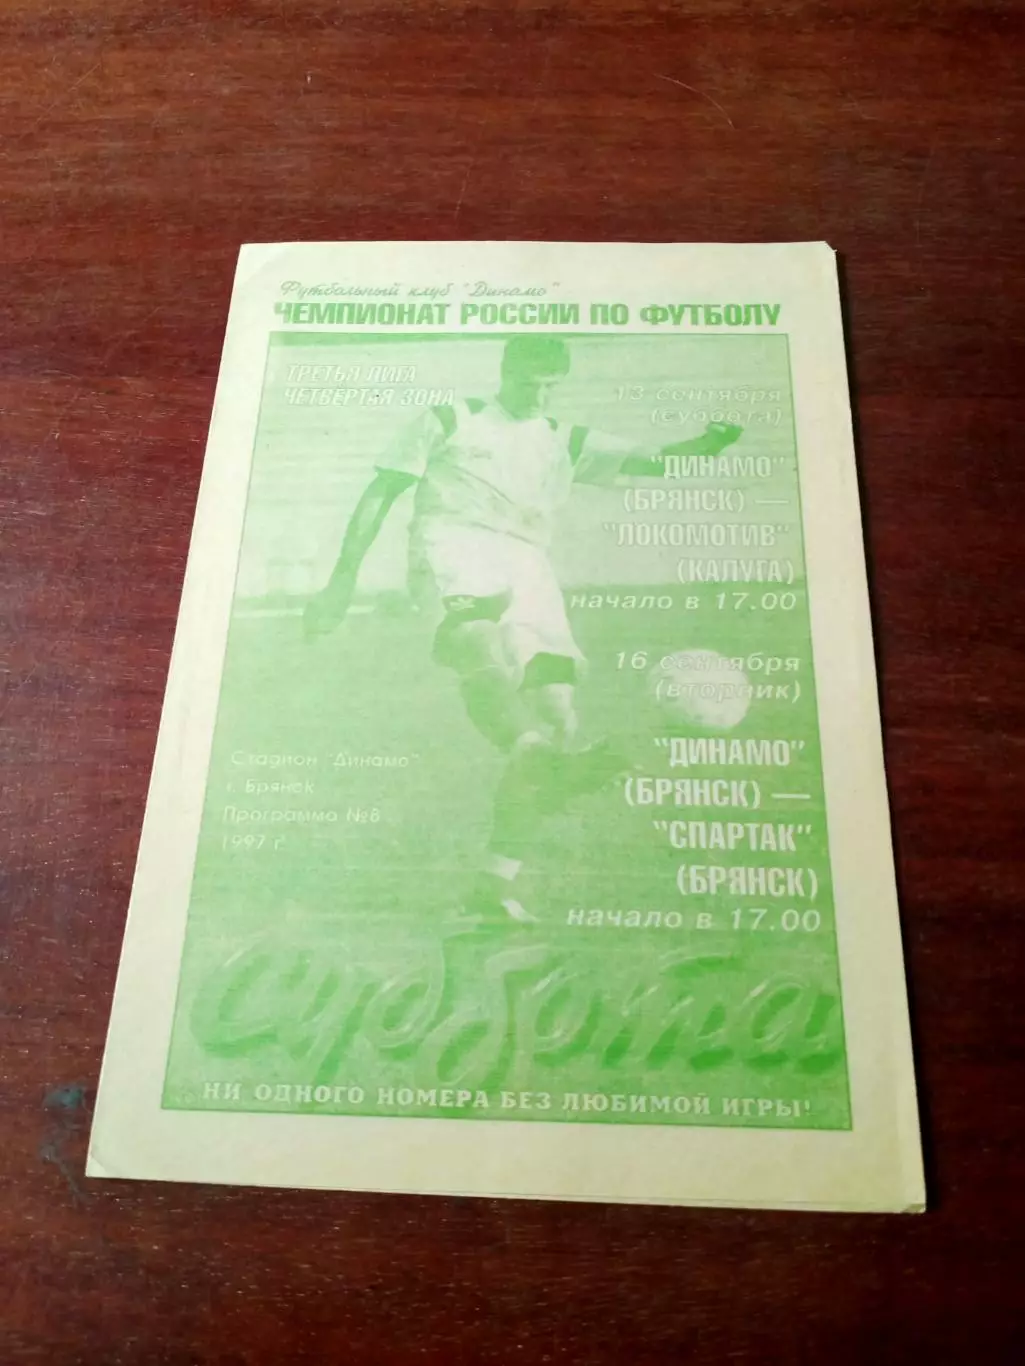 Футбольный клуб "Динамо"
ЧЕМПИОНАТ РОССИИ ПО ФУТБОЛУ
ТРЕТЬЯ ЛИГА
ЧЕТВЕРТАЯ ЗОНА
13 сентября
(суббота)
"ДИНАМО"
(БРЯНСК) —
"ЛОКОМОТИВ"
(КАЛУГА)
начало в 17.00
16 сентября
(вторник)
"ДИНАМО"
(БРЯНСК) —
"СПАРТАК"
(БРЯНСК)
начало в 17.00
Стадион "Динамо"
г. Брянск
Программа №8
1997 г.
Суббота
НИ ОДНОГО НОМЕРА БЕЗ ЛЮБИМОЙ ИГРЫ!